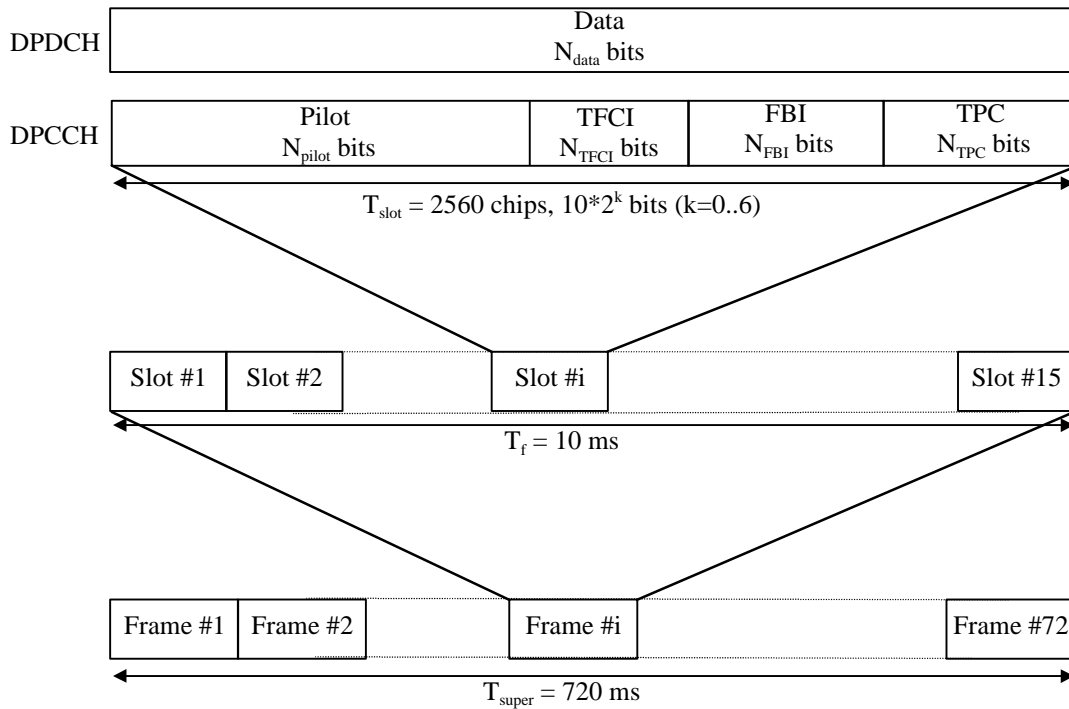 Data
DPDCH
N_data bits
Pilot TFCI FBI TPC
DPCCH
N_pilot bits N_TFCI bits N_FBI bits N_TPC bits
T_slot = 2560 chips, 10*2^k bits (k=0..6)
Slot #1 Slot #2 Slot #i Slot #15
T_f = 10 ms
Frame #1 Frame #2 Frame #i Frame #72
T_super = 720 ms